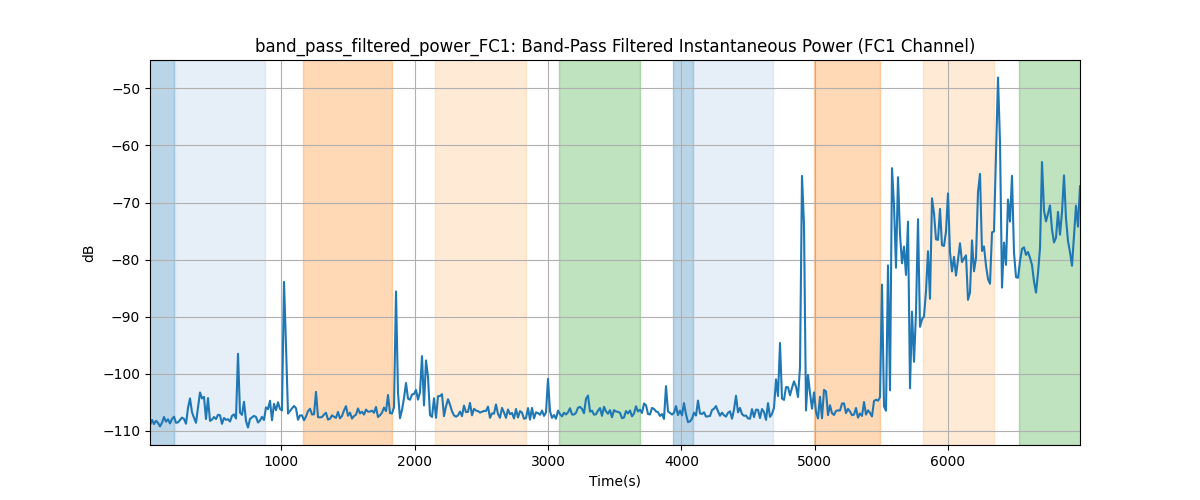 band_pass_filtered_power_FC1: Band-Pass Filtered Instantaneous Power (FC1 Channel)
−50
−60
−70
−80
−90
−100
−110
dB
1000 2000 3000 4000 5000 6000
Time(s)